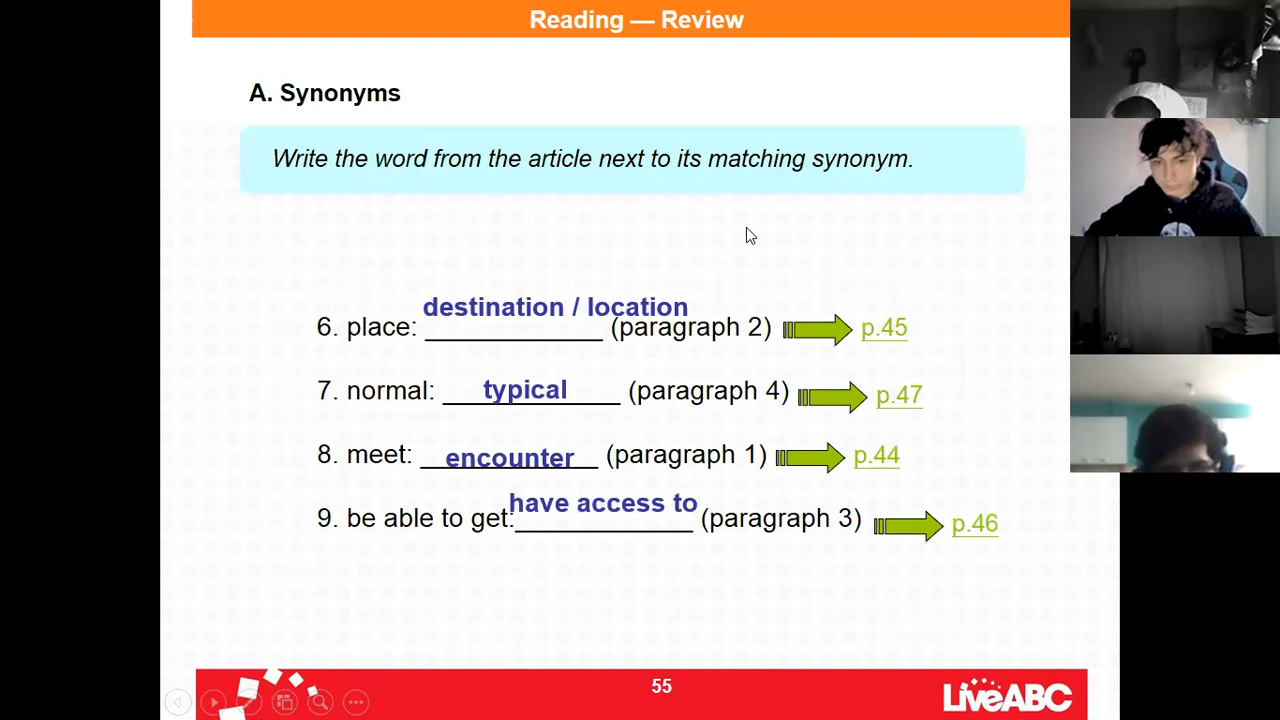 Reading — Review
A. Synonyms
Write the word from the article next to its matching synonym.
destination / location
6. place: _____________ (paragraph 2) p.45
7. normal: typical (paragraph 4) p.47
8. meet: encounter (paragraph 1) p.44
have access to
9. be able to get:_____________ (paragraph 3) p.46
55
LiveABC